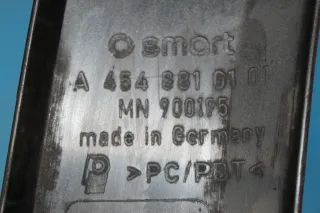 smart
A 454 881 01 01
MN 900195
made in Germany
>PC/PBT<